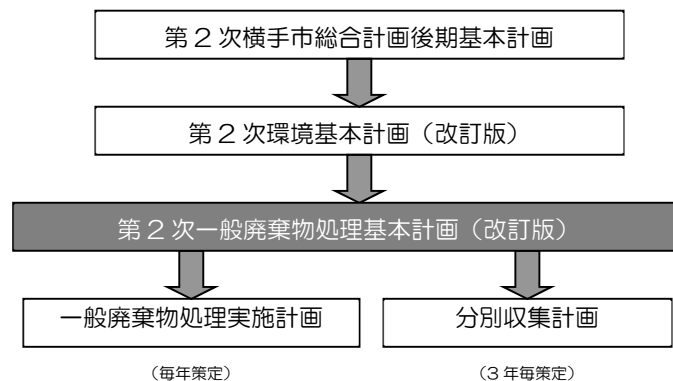 第２次横手市総合計画後期基本計画
第２次環境基本計画（改訂版）
第２次一般廃棄物処理基本計画（改訂版）
一般廃棄物処理実施計画
分別収集計画
（毎年策定）
（３年毎策定）